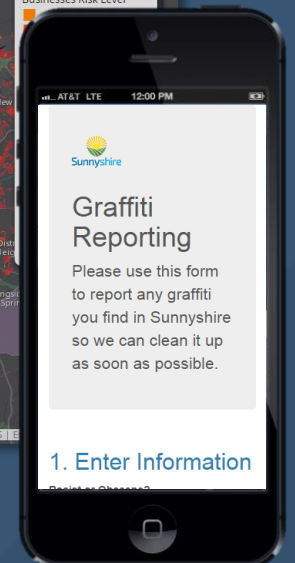 Businesses Risk Level
AT&T LTE 12:00 PM
Sunnyshire
Graffiti
Reporting
Please use this form
to report any graffiti
you find in Sunnyshire
so we can clean it up
as soon as possible.
1. Enter Information